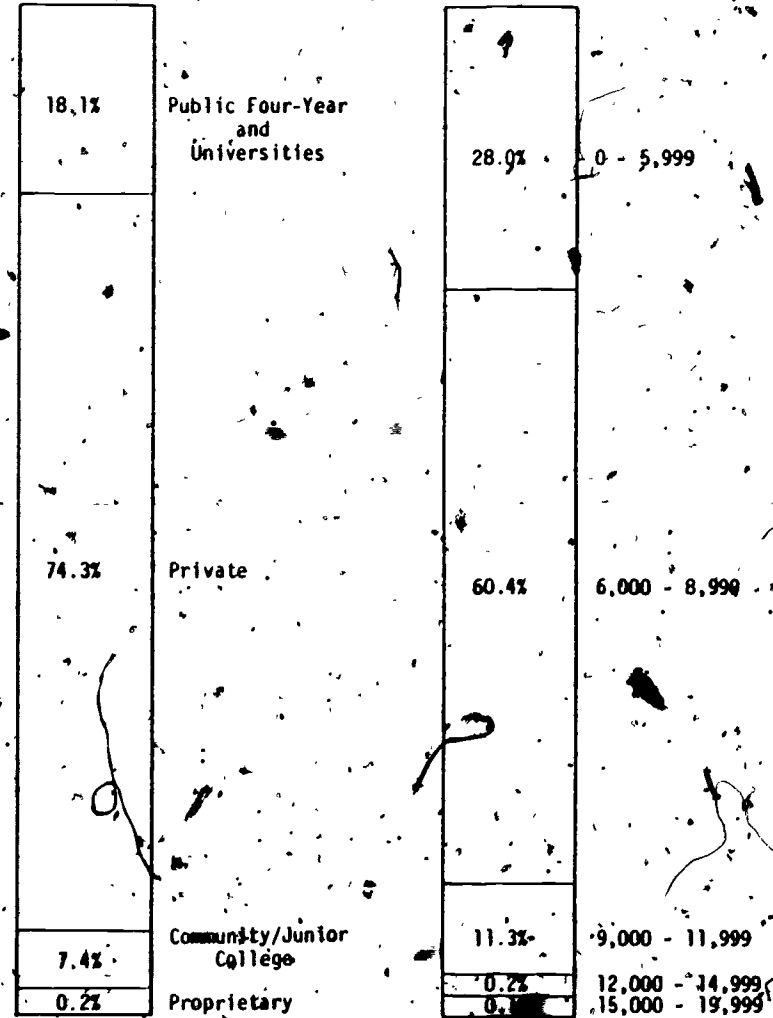 18.1% Public Four-Year
and
Universities
28.0% 0 - 5,999
74.3% Private
60.4% 6,000 - 8,999
Community/Junior
7.4% College
11.3% 9,000 - 11,999
0.2% 12,000 - 14,999
0.2% Proprietary
15,000 - 19,999